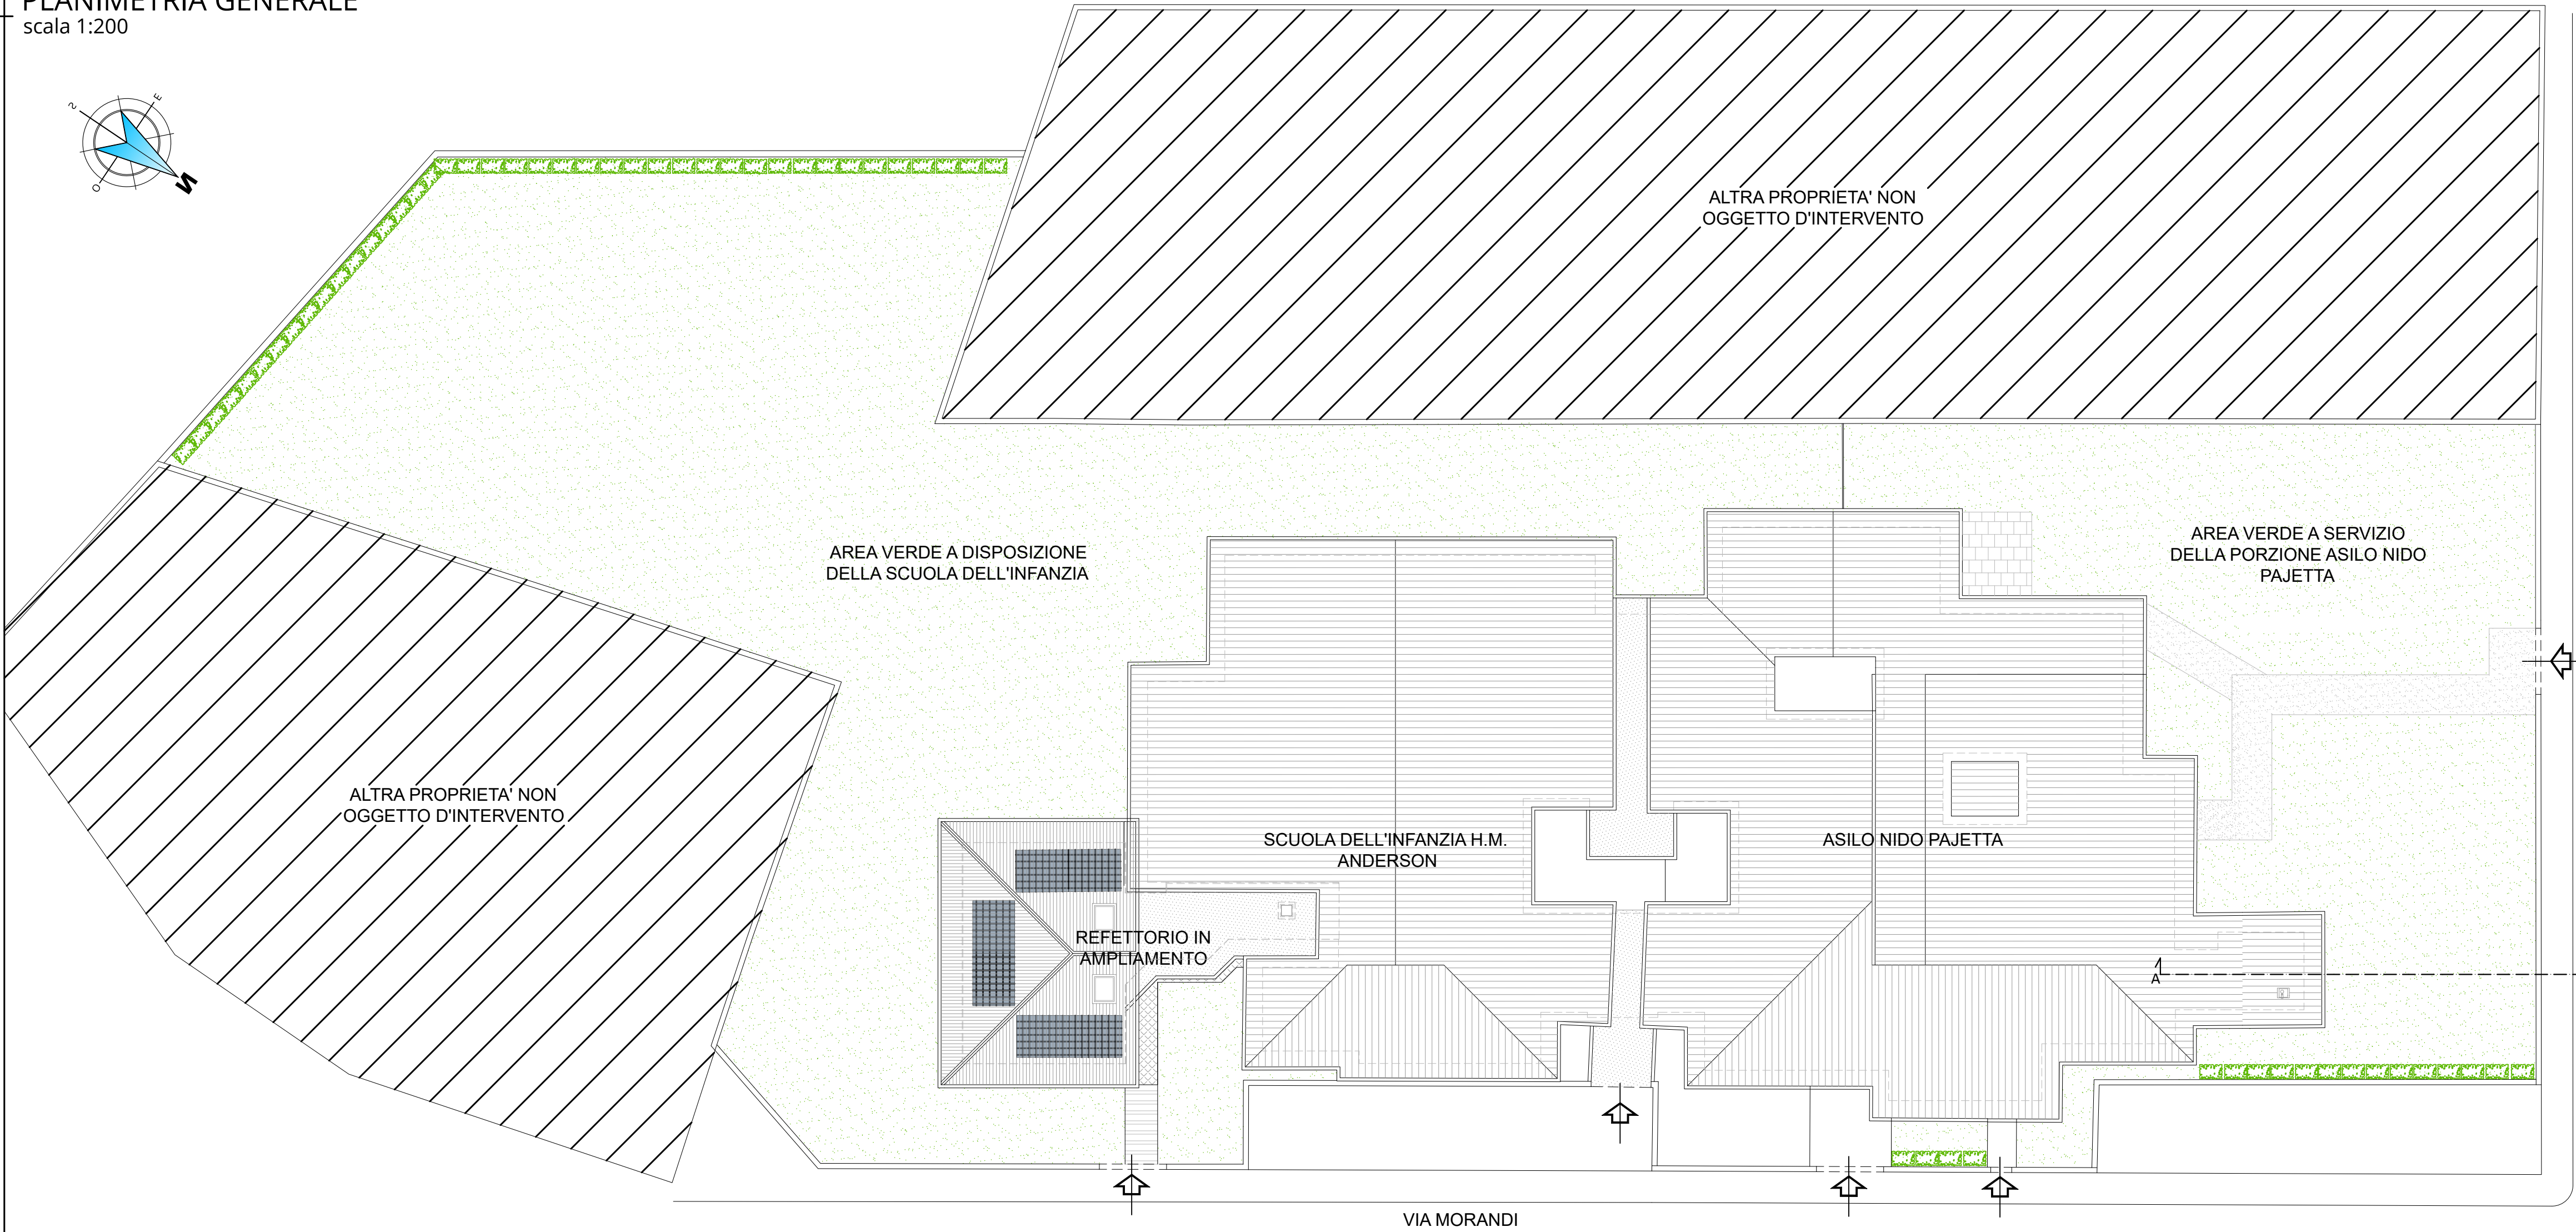 PLANIMETRIA GENERALE
scala 1:200
S
E
O
N
ALTRA PROPRIETA' NON
OGGETTO D'INTERVENTO
AREA VERDE A DISPOSIZIONE
DELLA SCUOLA DELL'INFANZIA
AREA VERDE A SERVIZIO
DELLA PORZIONE ASILO NIDO
PAJETTA
ALTRA PROPRIETA' NON
OGGETTO D'INTERVENTO
SCUOLA DELL'INFANZIA H.M.
ANDERSON
ASILO NIDO PAJETTA
REFETTORIO IN
AMPLIAMENTO
A
VIA MORANDI